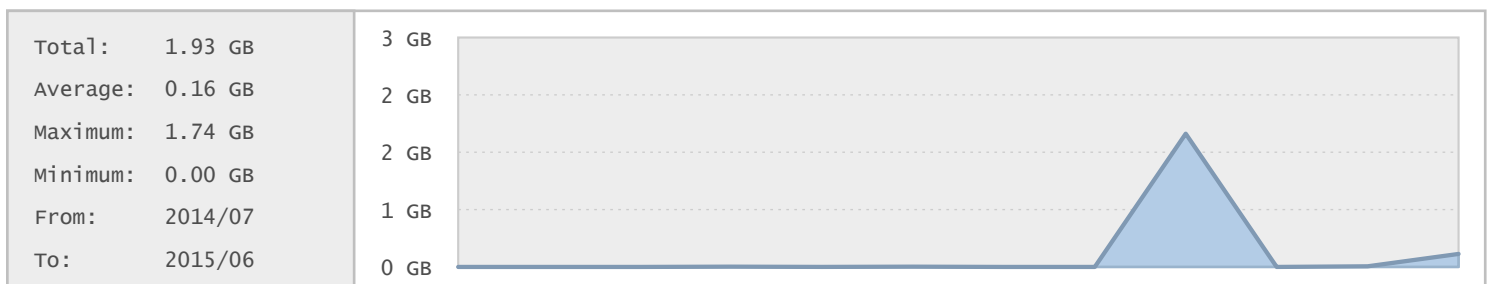 Total: 1.93 GB
Average: 0.16 GB
Maximum: 1.74 GB
Minimum: 0.00 GB
From: 2014/07
To: 2015/06
3 GB
2 GB
2 GB
1 GB
0 GB